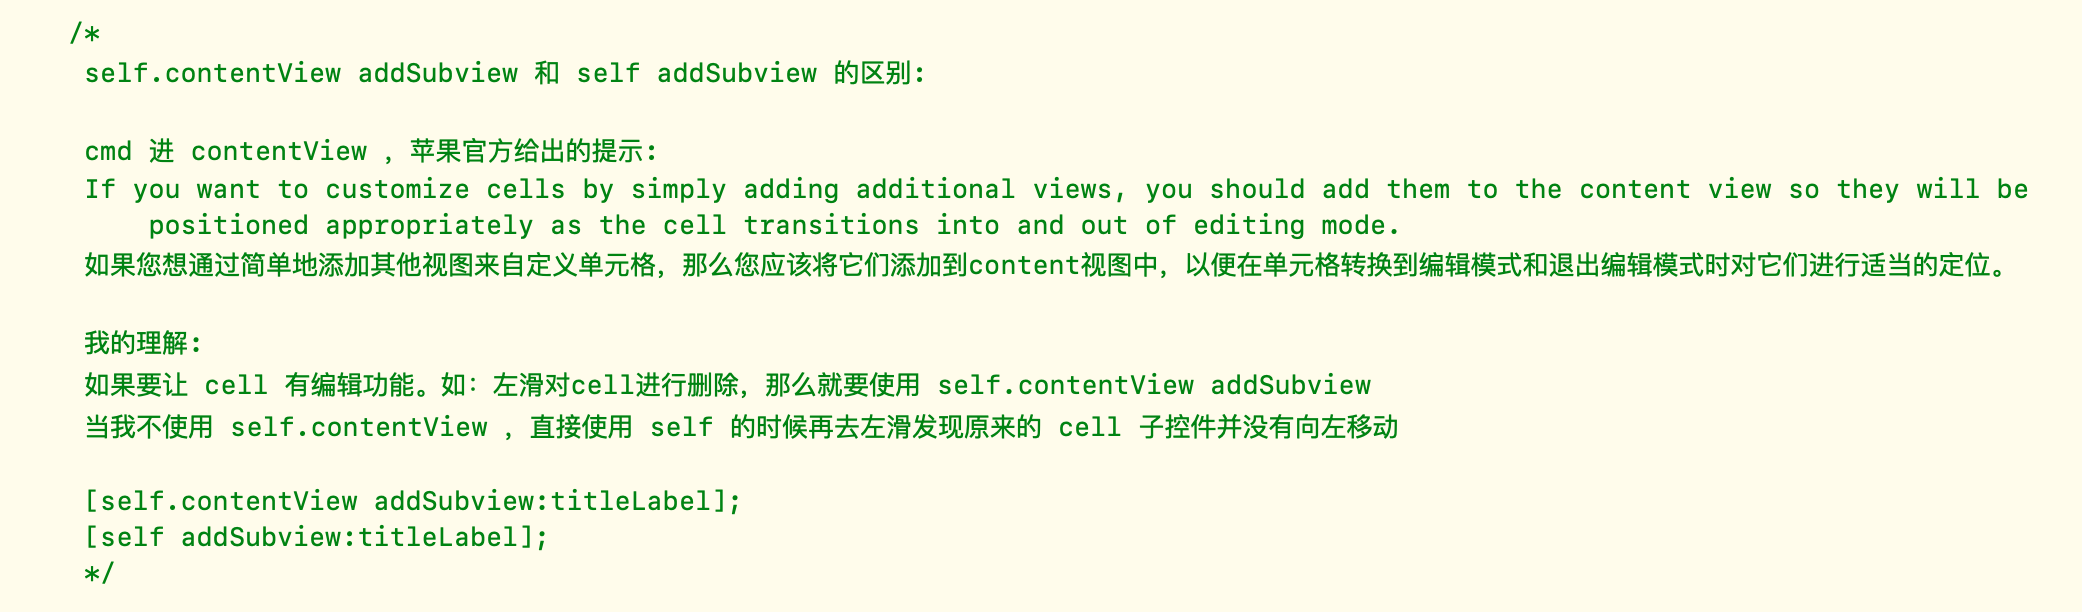 /*
self.contentView addSubview 和 self addSubview 的区别:
cmd 进 contentView ，苹果官方给出的提示:
If you want to customize cells by simply adding additional views, you should add them to the content view so they will be
positioned appropriately as the cell transitions into and out of editing mode.
如果您想通过简单地添加其他视图来自定义单元格，那么您应该将它们添加到content视图中，以便在单元格转换到编辑模式和退出编辑模式时对它们进行适当的定位。
我的理解:
如果要让 cell 有编辑功能。如：左滑对cell进行删除，那么就要使用 self.contentView addSubview
当我不使用 self.contentView ，直接使用 self 的时候再去左滑发现原来的 cell 子控件并没有向左移动
[self.contentView addSubview:titleLabel];
[self addSubview:titleLabel];
*/